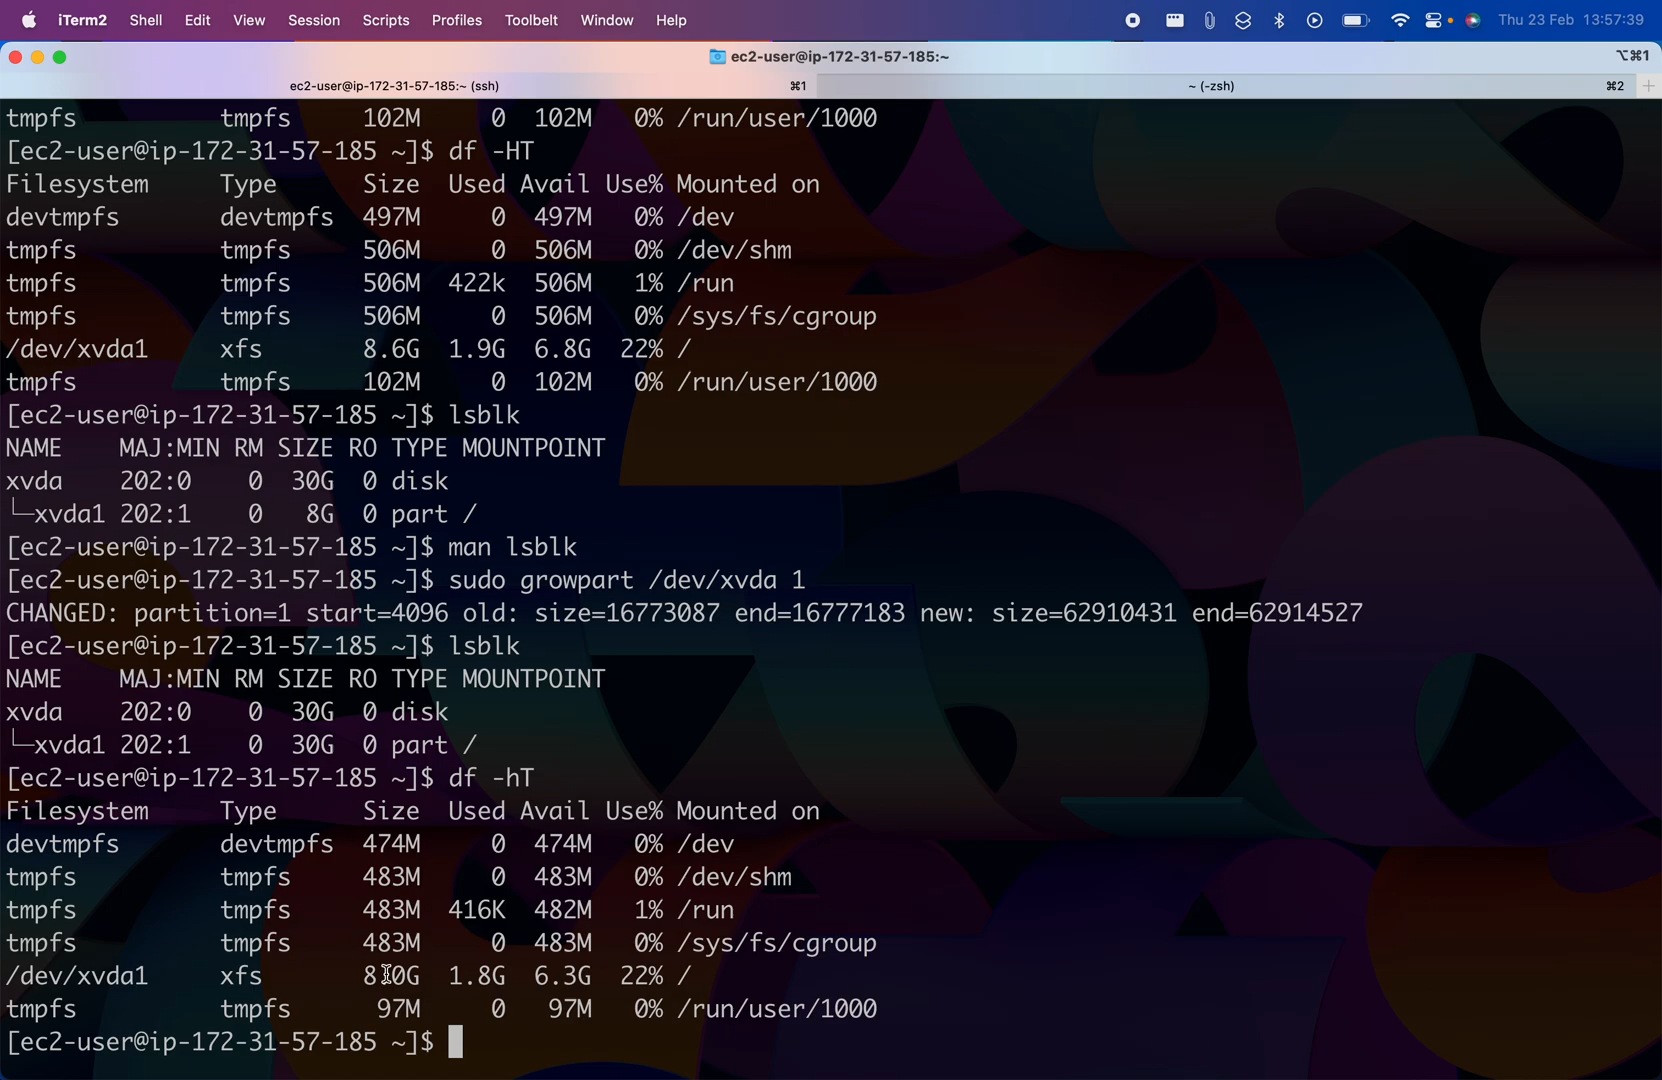 iTerm2 Shell Edit View Session Scripts Profiles Toolbelt Window Help Thu 23 Feb 13:57:39
ec2-user@ip-172-31-57-185:~ ⌥⌘1
ec2-user@ip-172-31-57-185:~ (ssh) ⌘1 ~ (-zsh) ⌘2 +
tmpfs tmpfs 102M 0 102M 0% /run/user/1000
[ec2-user@ip-172-31-57-185 ~]$ df -HT
Filesystem Type Size Used Avail Use% Mounted on
devtmpfs devtmpfs 497M 0 497M 0% /dev
tmpfs tmpfs 506M 0 506M 0% /dev/shm
tmpfs tmpfs 506M 422k 506M 1% /run
tmpfs tmpfs 506M 0 506M 0% /sys/fs/cgroup
/dev/xvda1 xfs 8.6G 1.9G 6.8G 22% /
tmpfs tmpfs 102M 0 102M 0% /run/user/1000
[ec2-user@ip-172-31-57-185 ~]$ lsblk
NAME MAJ:MIN RM SIZE RO TYPE MOUNTPOINT
xvda 202:0 0 30G 0 disk
└─xvda1 202:1 0 8G 0 part /
[ec2-user@ip-172-31-57-185 ~]$ man lsblk
[ec2-user@ip-172-31-57-185 ~]$ sudo growpart /dev/xvda 1
CHANGED: partition=1 start=4096 old: size=16773087 end=16777183 new: size=62910431 end=62914527
[ec2-user@ip-172-31-57-185 ~]$ lsblk
NAME MAJ:MIN RM SIZE RO TYPE MOUNTPOINT
xvda 202:0 0 30G 0 disk
└─xvda1 202:1 0 30G 0 part /
[ec2-user@ip-172-31-57-185 ~]$ df -hT
Filesystem Type Size Used Avail Use% Mounted on
devtmpfs devtmpfs 474M 0 474M 0% /dev
tmpfs tmpfs 483M 0 483M 0% /dev/shm
tmpfs tmpfs 483M 416K 482M 1% /run
tmpfs tmpfs 483M 0 483M 0% /sys/fs/cgroup
/dev/xvda1 xfs 8.0G 1.8G 6.3G 22% /
tmpfs tmpfs 97M 0 97M 0% /run/user/1000
[ec2-user@ip-172-31-57-185 ~]$